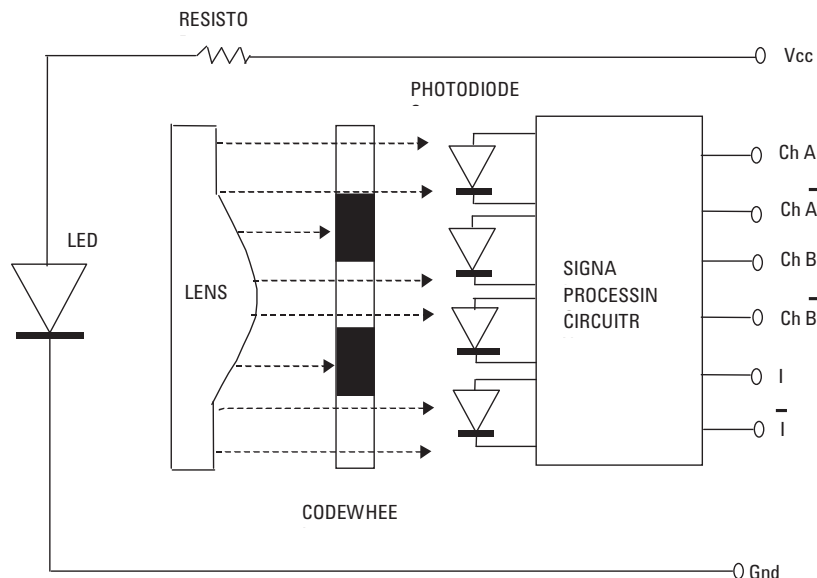 RESISTO
Vcc
PHOTODIODE
Ch A
Ch A̅
LED
Ch B
LENS
SIGNA
PROCESSIN
CIRCUITR
Ch B̅
I
I̅
CODEWHEE
Gnd